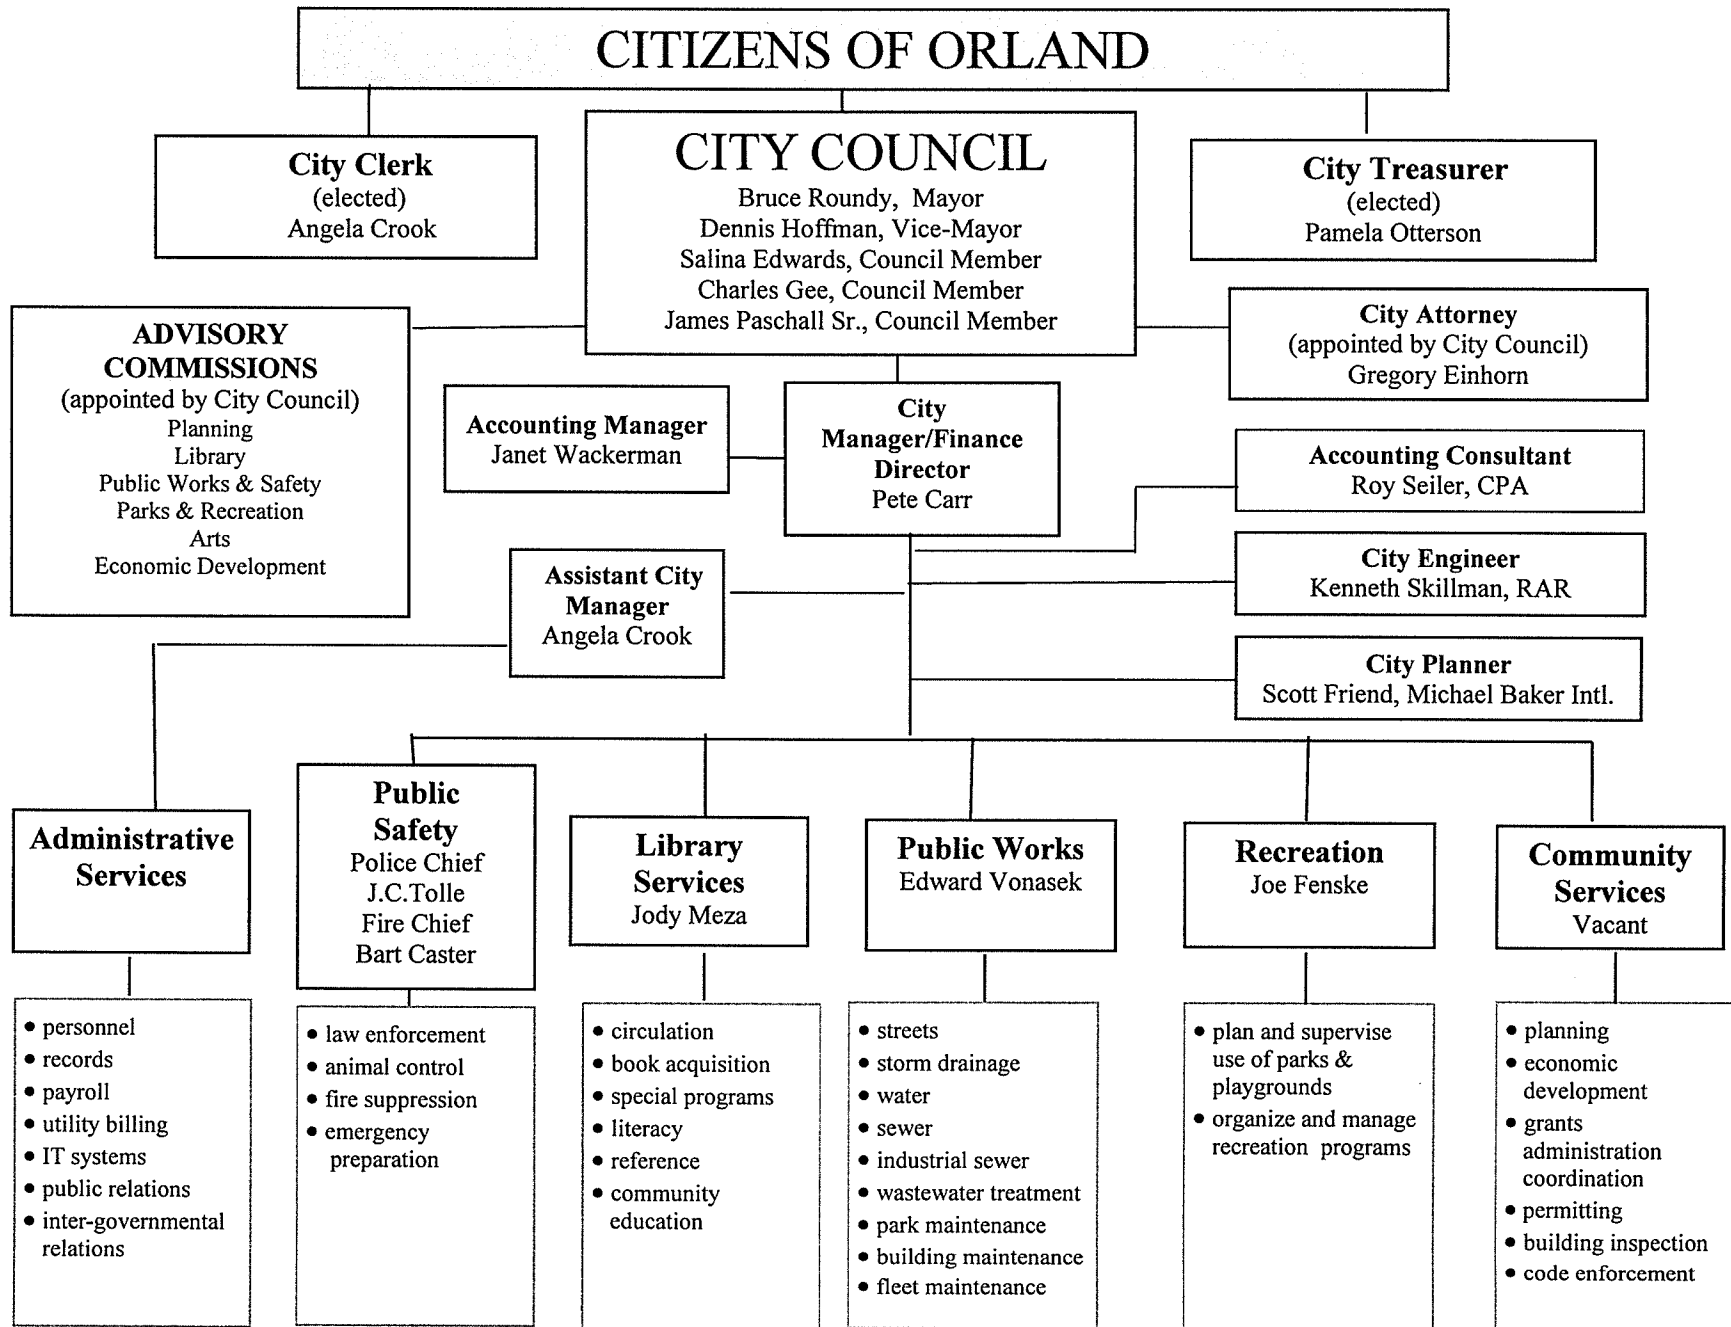 CITIZENS OF ORLAND
City Clerk
(elected)
Angela Crook
CITY COUNCIL
Bruce Roundy, Mayor
Dennis Hoffman, Vice-Mayor
Salina Edwards, Council Member
Charles Gee, Council Member
James Paschall Sr., Council Member
City Treasurer
(elected)
Pamela Otterson
ADVISORY
COMMISSIONS
(appointed by City Council)
Planning
Library
Public Works & Safety
Parks & Recreation
Arts
Economic Development
City Attorney
(appointed by City Council)
Gregory Einhorn
Accounting Manager
Janet Wackerman
City
Manager/Finance
Director
Pete Carr
Accounting Consultant
Roy Seiler, CPA
City Engineer
Kenneth Skillman, RAR
Assistant City
Manager
Angela Crook
City Planner
Scott Friend, Michael Baker Intl.
Administrative
Services
Public
Safety
Police Chief
J.C.Tolle
Fire Chief
Bart Caster
Library
Services
Jody Meza
Public Works
Edward Vonasek
Recreation
Joe Fenske
Community
Services
Vacant
• personnel
• records
• payroll
• utility billing
• IT systems
• public relations
• inter-governmental
relations
• law enforcement
• animal control
• fire suppression
• emergency
preparation
• circulation
• book acquisition
• special programs
• literacy
• reference
• community
education
• streets
• storm drainage
• water
• sewer
• industrial sewer
• wastewater treatment
• park maintenance
• building maintenance
• fleet maintenance
• plan and supervise
use of parks &
playgrounds
• organize and manage
recreation programs
• planning
• economic
development
• grants
administration
coordination
• permitting
• building inspection
• code enforcement